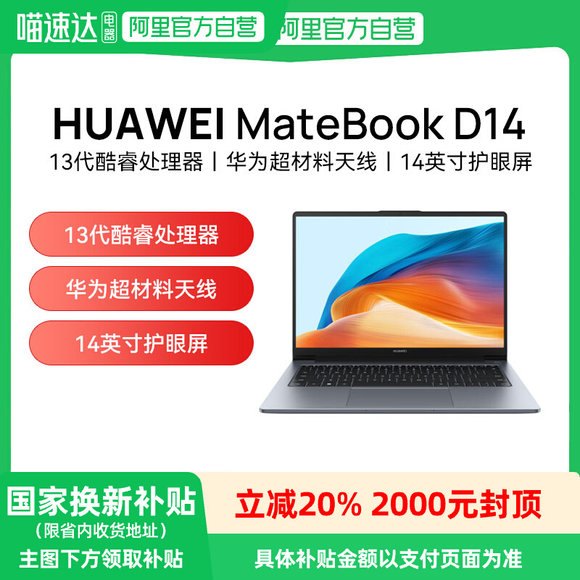 喵速达电器 阿里官方自营 阿里官方自营
HUAWEI MateBook D14
13代酷睿处理器丨华为超材料天线丨14英寸护眼屏
13代酷睿处理器
华为超材料天线
14英寸护眼屏
HUAWEI
国家换新补贴
(限省内收货地址)
主图下方领取补贴
立减20% 2000元封顶
具体补贴金额以支付页面为准